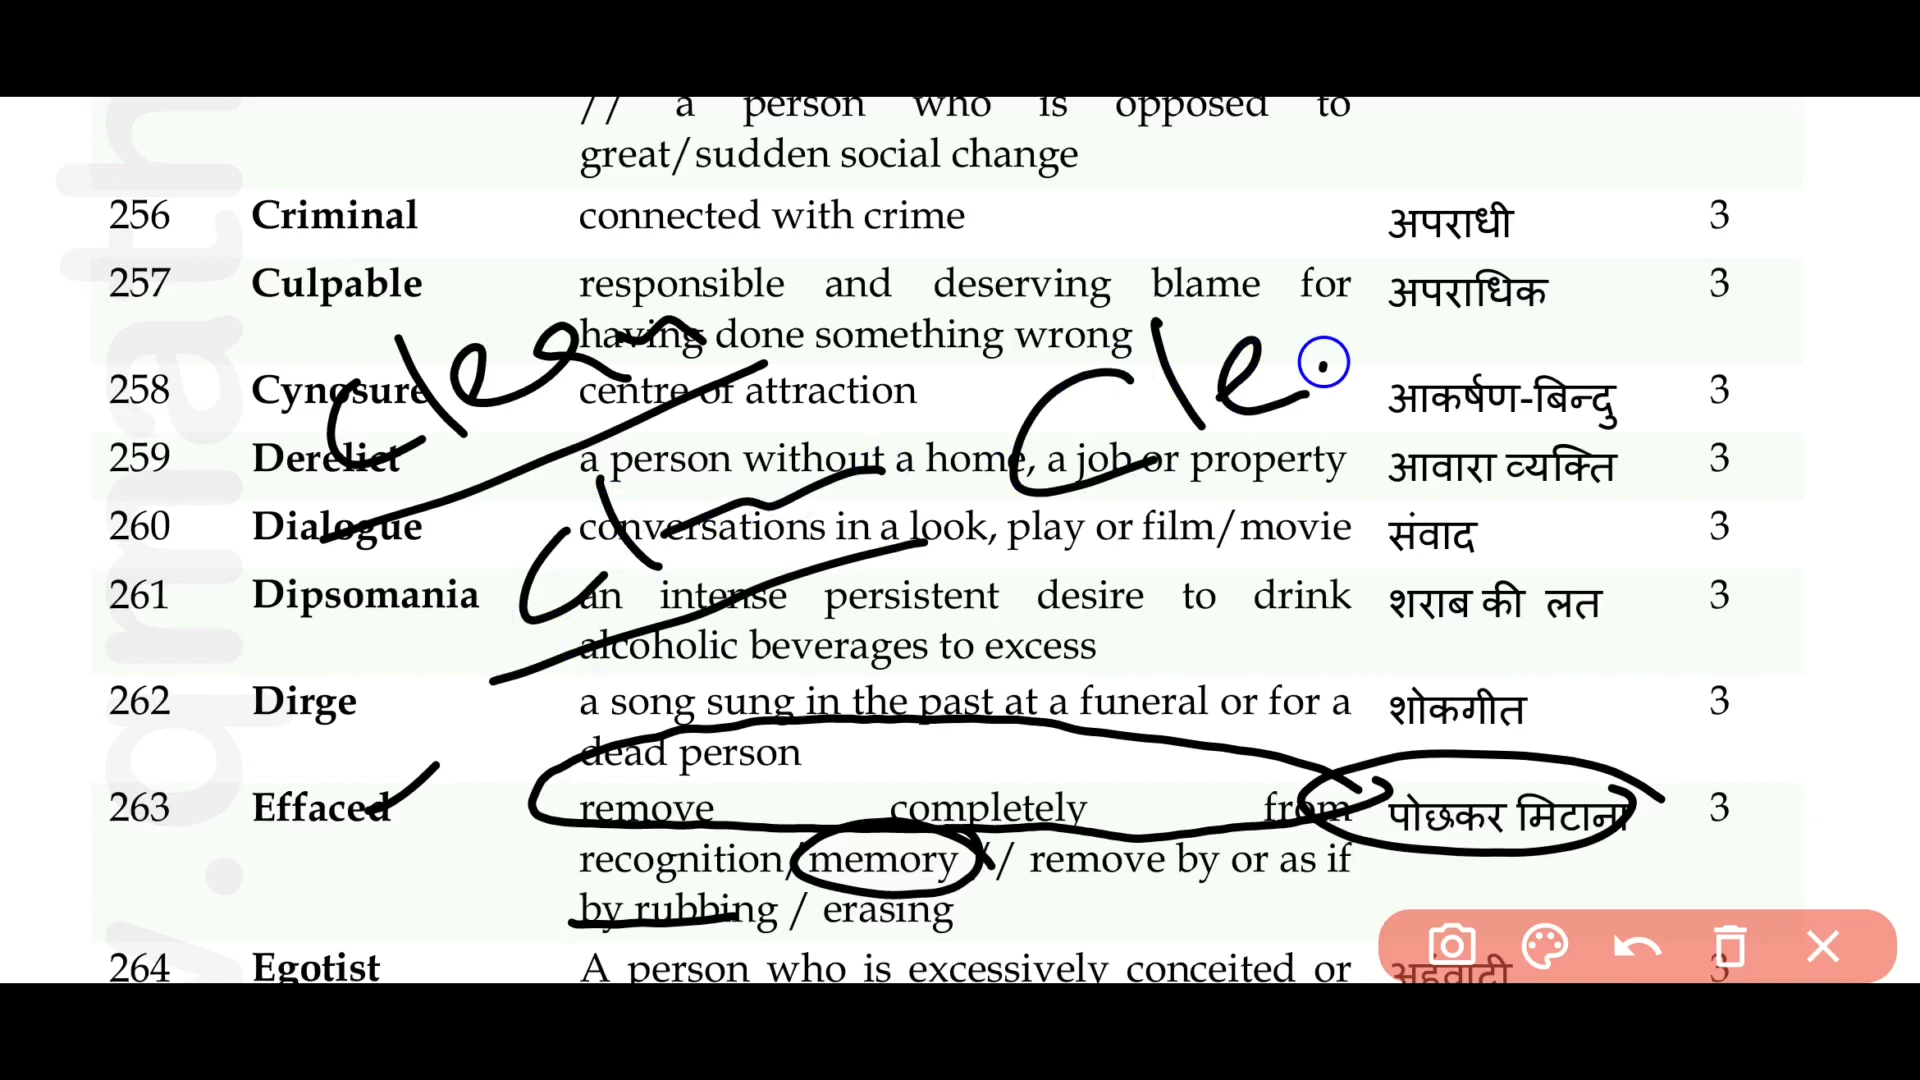 // a person who is opposed to
great/sudden social change
256 Criminal connected with crime अपराधी 3
257 Culpable responsible and deserving blame for अपराधिक 3
having done something wrong
258 Cynosure centre of attraction आकर्षण-बिन्दु 3
259 Derelict a person without a home, a job or property आवारा व्यक्ति 3
260 Dialogue conversations in a look, play or film/movie संवाद 3
261 Dipsomania an intense persistent desire to drink शराब की लत 3
alcoholic beverages to excess
262 Dirge a song sung in the past at a funeral or for a शोकगीत 3
dead person
263 Effaced remove completely from पोछकर मिटाना 3
recognition/memory // remove by or as if
by rubbing / erasing
264 Egotist A person who is excessively conceited or अहंवादी 3
clear
cle